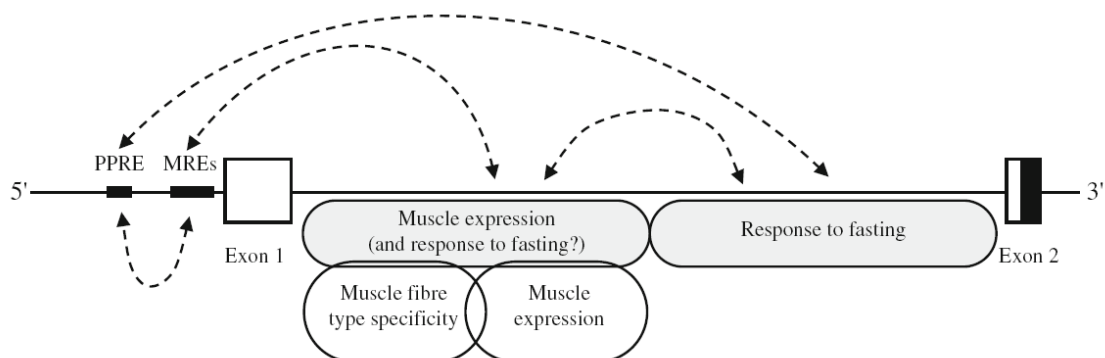 PPRE
MREs
5'
3'
Exon 1
Muscle expression
(and response to fasting?)
Response to fasting
Exon 2
Muscle fibre
type specificity
Muscle
expression